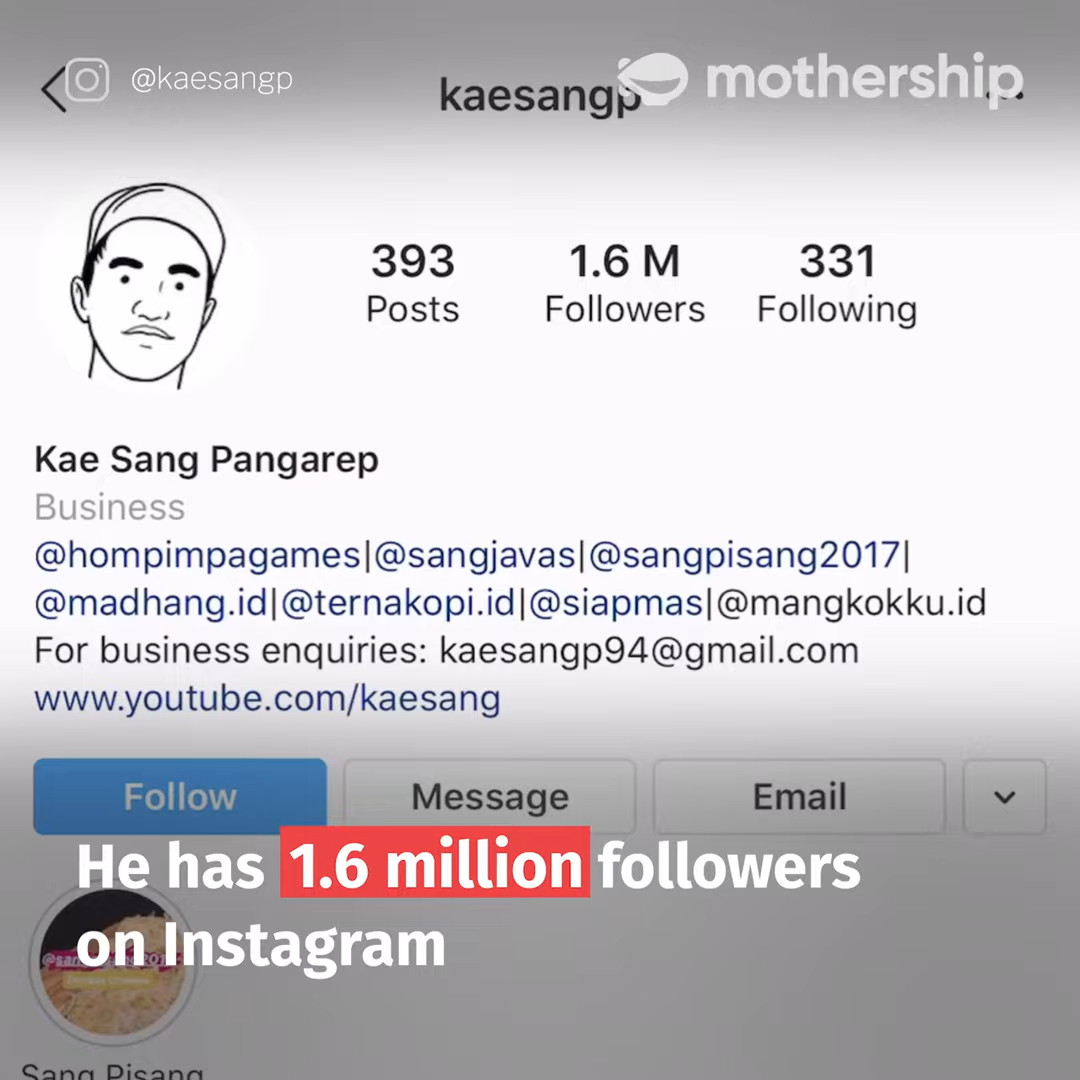 @kaesangp
kaesangp
mothership
393
1.6 M
331
Posts
Followers
Following
Kae Sang Pangarep
Business
@hompimpagames|@sangjavas|@sangpisang2017|
@madhang.id|@ternakopi.id|@siapmas|@mangkokku.id
For business enquiries: kaesangp94@gmail.com
www.youtube.com/kaesang
Follow
Message
Email
He has 1.6 million followers
on Instagram
Sang Pisang